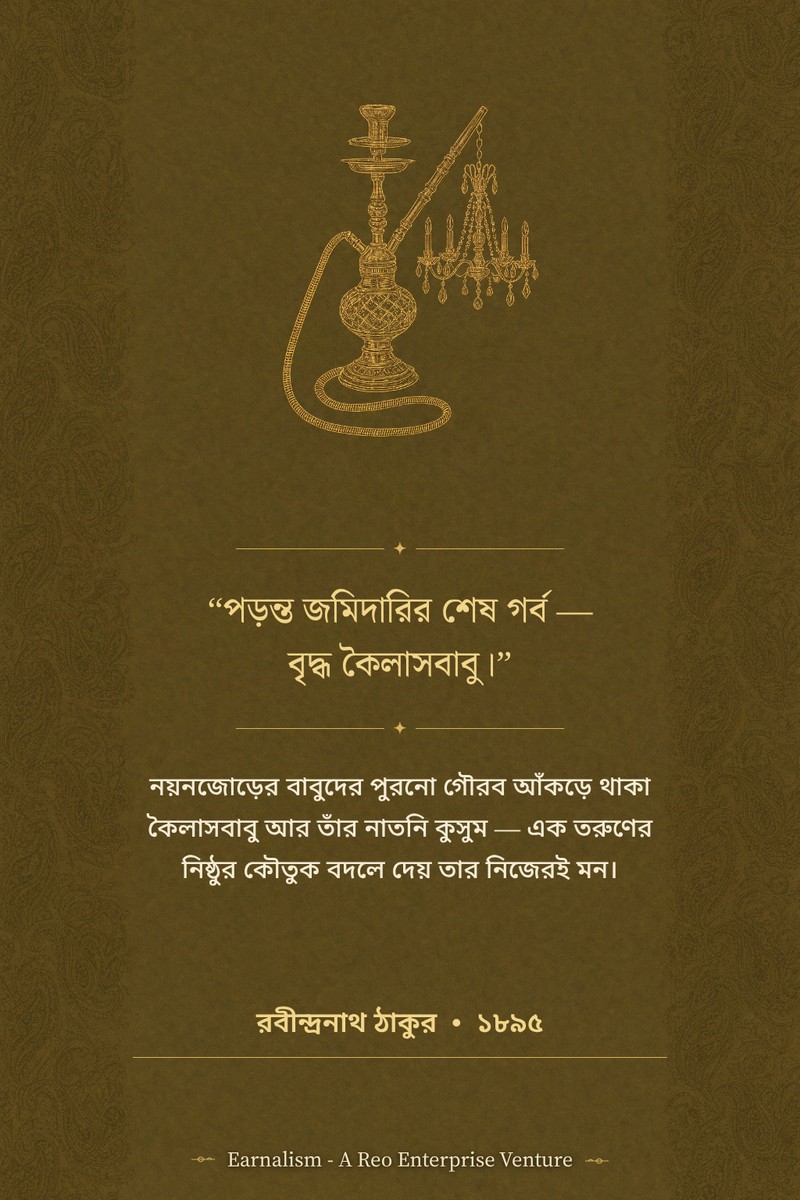 “পড়ন্ত জমিদারির শেষ গর্ব —
বৃদ্ধ কৈলাসবাবু।”
নয়নজোড়ের বাবুদের পুরনো গৌরব আঁকড়ে থাকা
কৈলাসবাবু আর তাঁর নাতনি কুসুম — এক তরুণের
নিষ্ঠুর কৌতুক বদলে দেয় তার নিজেরই মন।
রবীন্দ্রনাথ ঠাকুর • ১৮৯৫
Earnalism - A Reo Enterprise Venture